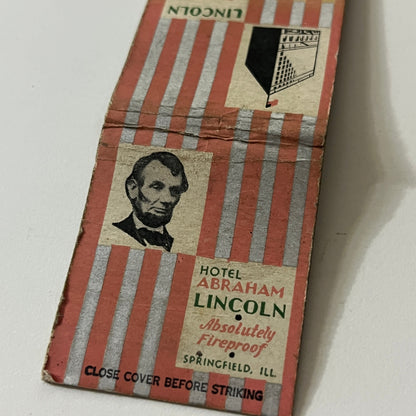 LINCOLN
HOTEL
ABRAHAM
LINCOLN
Absolutely
Fireproof
SPRINGFIELD, ILL.
CLOSE COVER BEFORE STRIKING